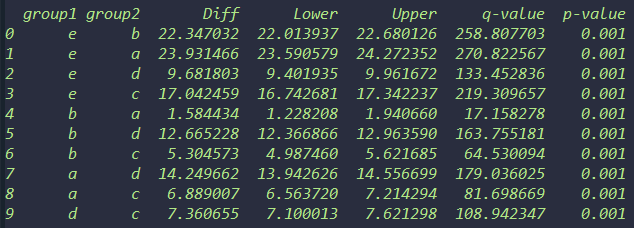 group1 group2 Diff Lower Upper q-value p-value
0 e b 22.347032 22.013937 22.680126 258.807703 0.001
1 e a 23.931466 23.590579 24.272352 270.822567 0.001
2 e d 9.681803 9.401935 9.961672 133.452836 0.001
3 e c 17.042459 16.742681 17.342237 219.309657 0.001
4 b a 1.584434 1.228208 1.940660 17.158278 0.001
5 b d 12.665228 12.366866 12.963590 163.755181 0.001
6 b c 5.304573 4.987460 5.621685 64.530094 0.001
7 a d 14.249662 13.942626 14.556699 179.036025 0.001
8 a c 6.889007 6.563720 7.214294 81.698669 0.001
9 d c 7.360655 7.100013 7.621298 108.942347 0.001